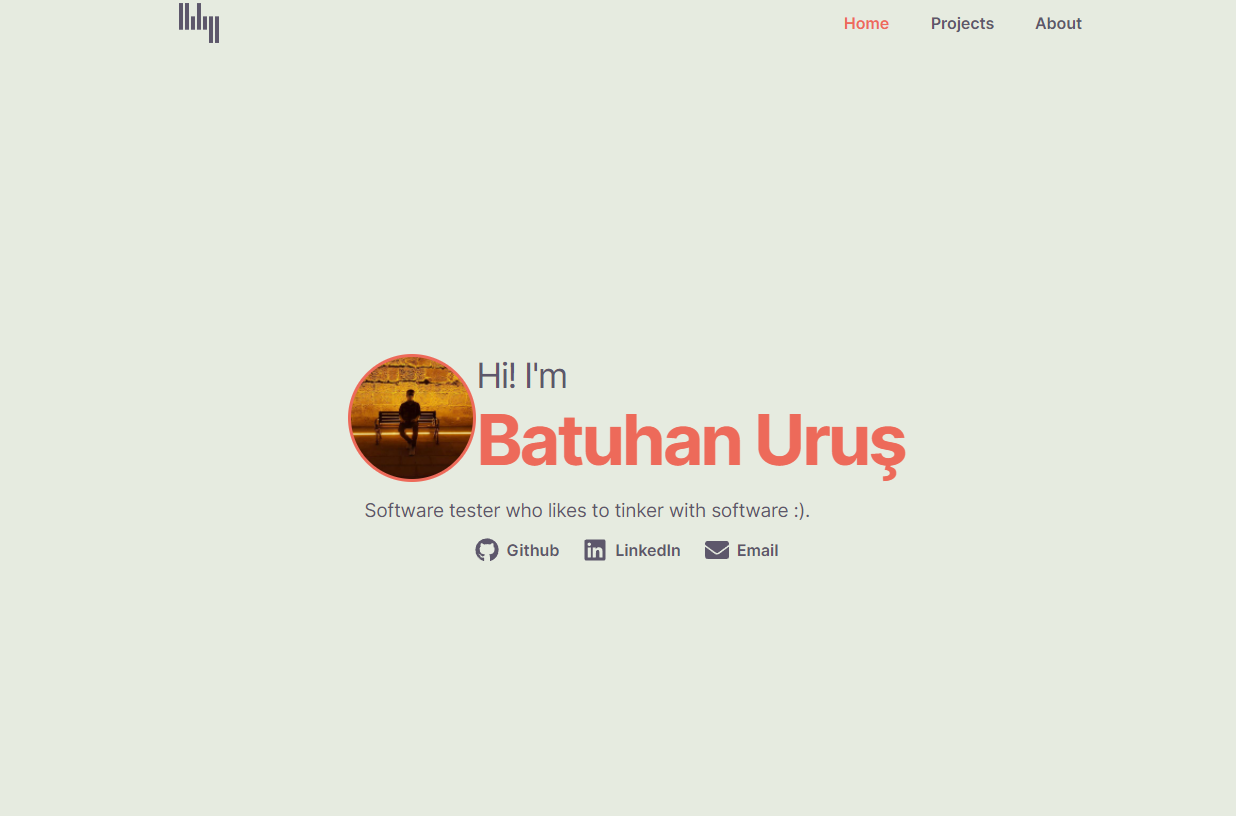 Home Projects About
Hi! I'm
Batuhan Uruş
Software tester who likes to tinker with software :).
Github LinkedIn Email